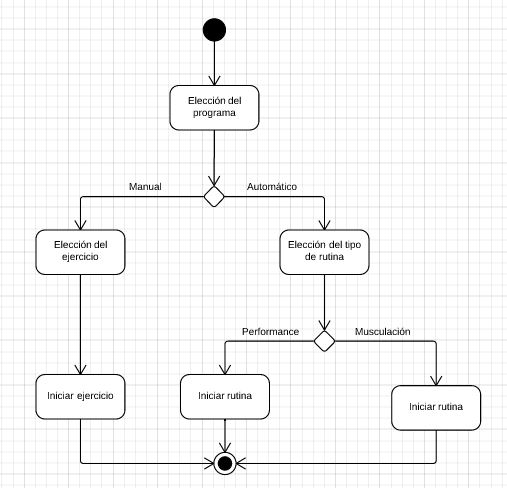 Elección del
programa
Manual
Automático
Elección del
ejercicio
Elección del tipo
de rutina
Performance
Musculación
Iniciar ejercicio
Iniciar rutina
Iniciar rutina